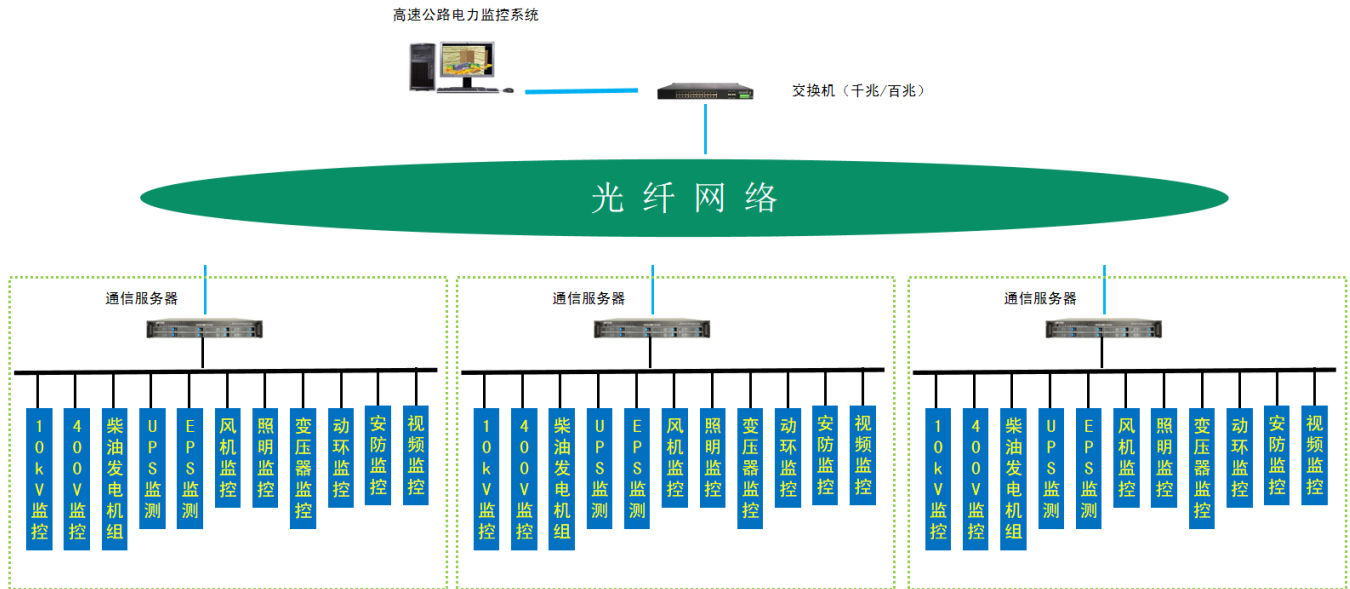 高速公路电力监控系统
交换机（千兆/百兆）
光纤网络
通信服务器
10kV监控
400V监控
柴油发电机组
UPS监测
EPS监测
风机监控
照明监控
变压器监控
动环监控
安防监控
视频监控
通信服务器
10kV监控
400V监控
柴油发电机组
UPS监测
EPS监测
风机监控
照明监控
变压器监控
动环监控
安防监控
视频监控
通信服务器
10kV监控
400V监控
柴油发电机组
UPS监测
EPS监测
风机监控
照明监控
变压器监控
动环监控
安防监控
视频监控